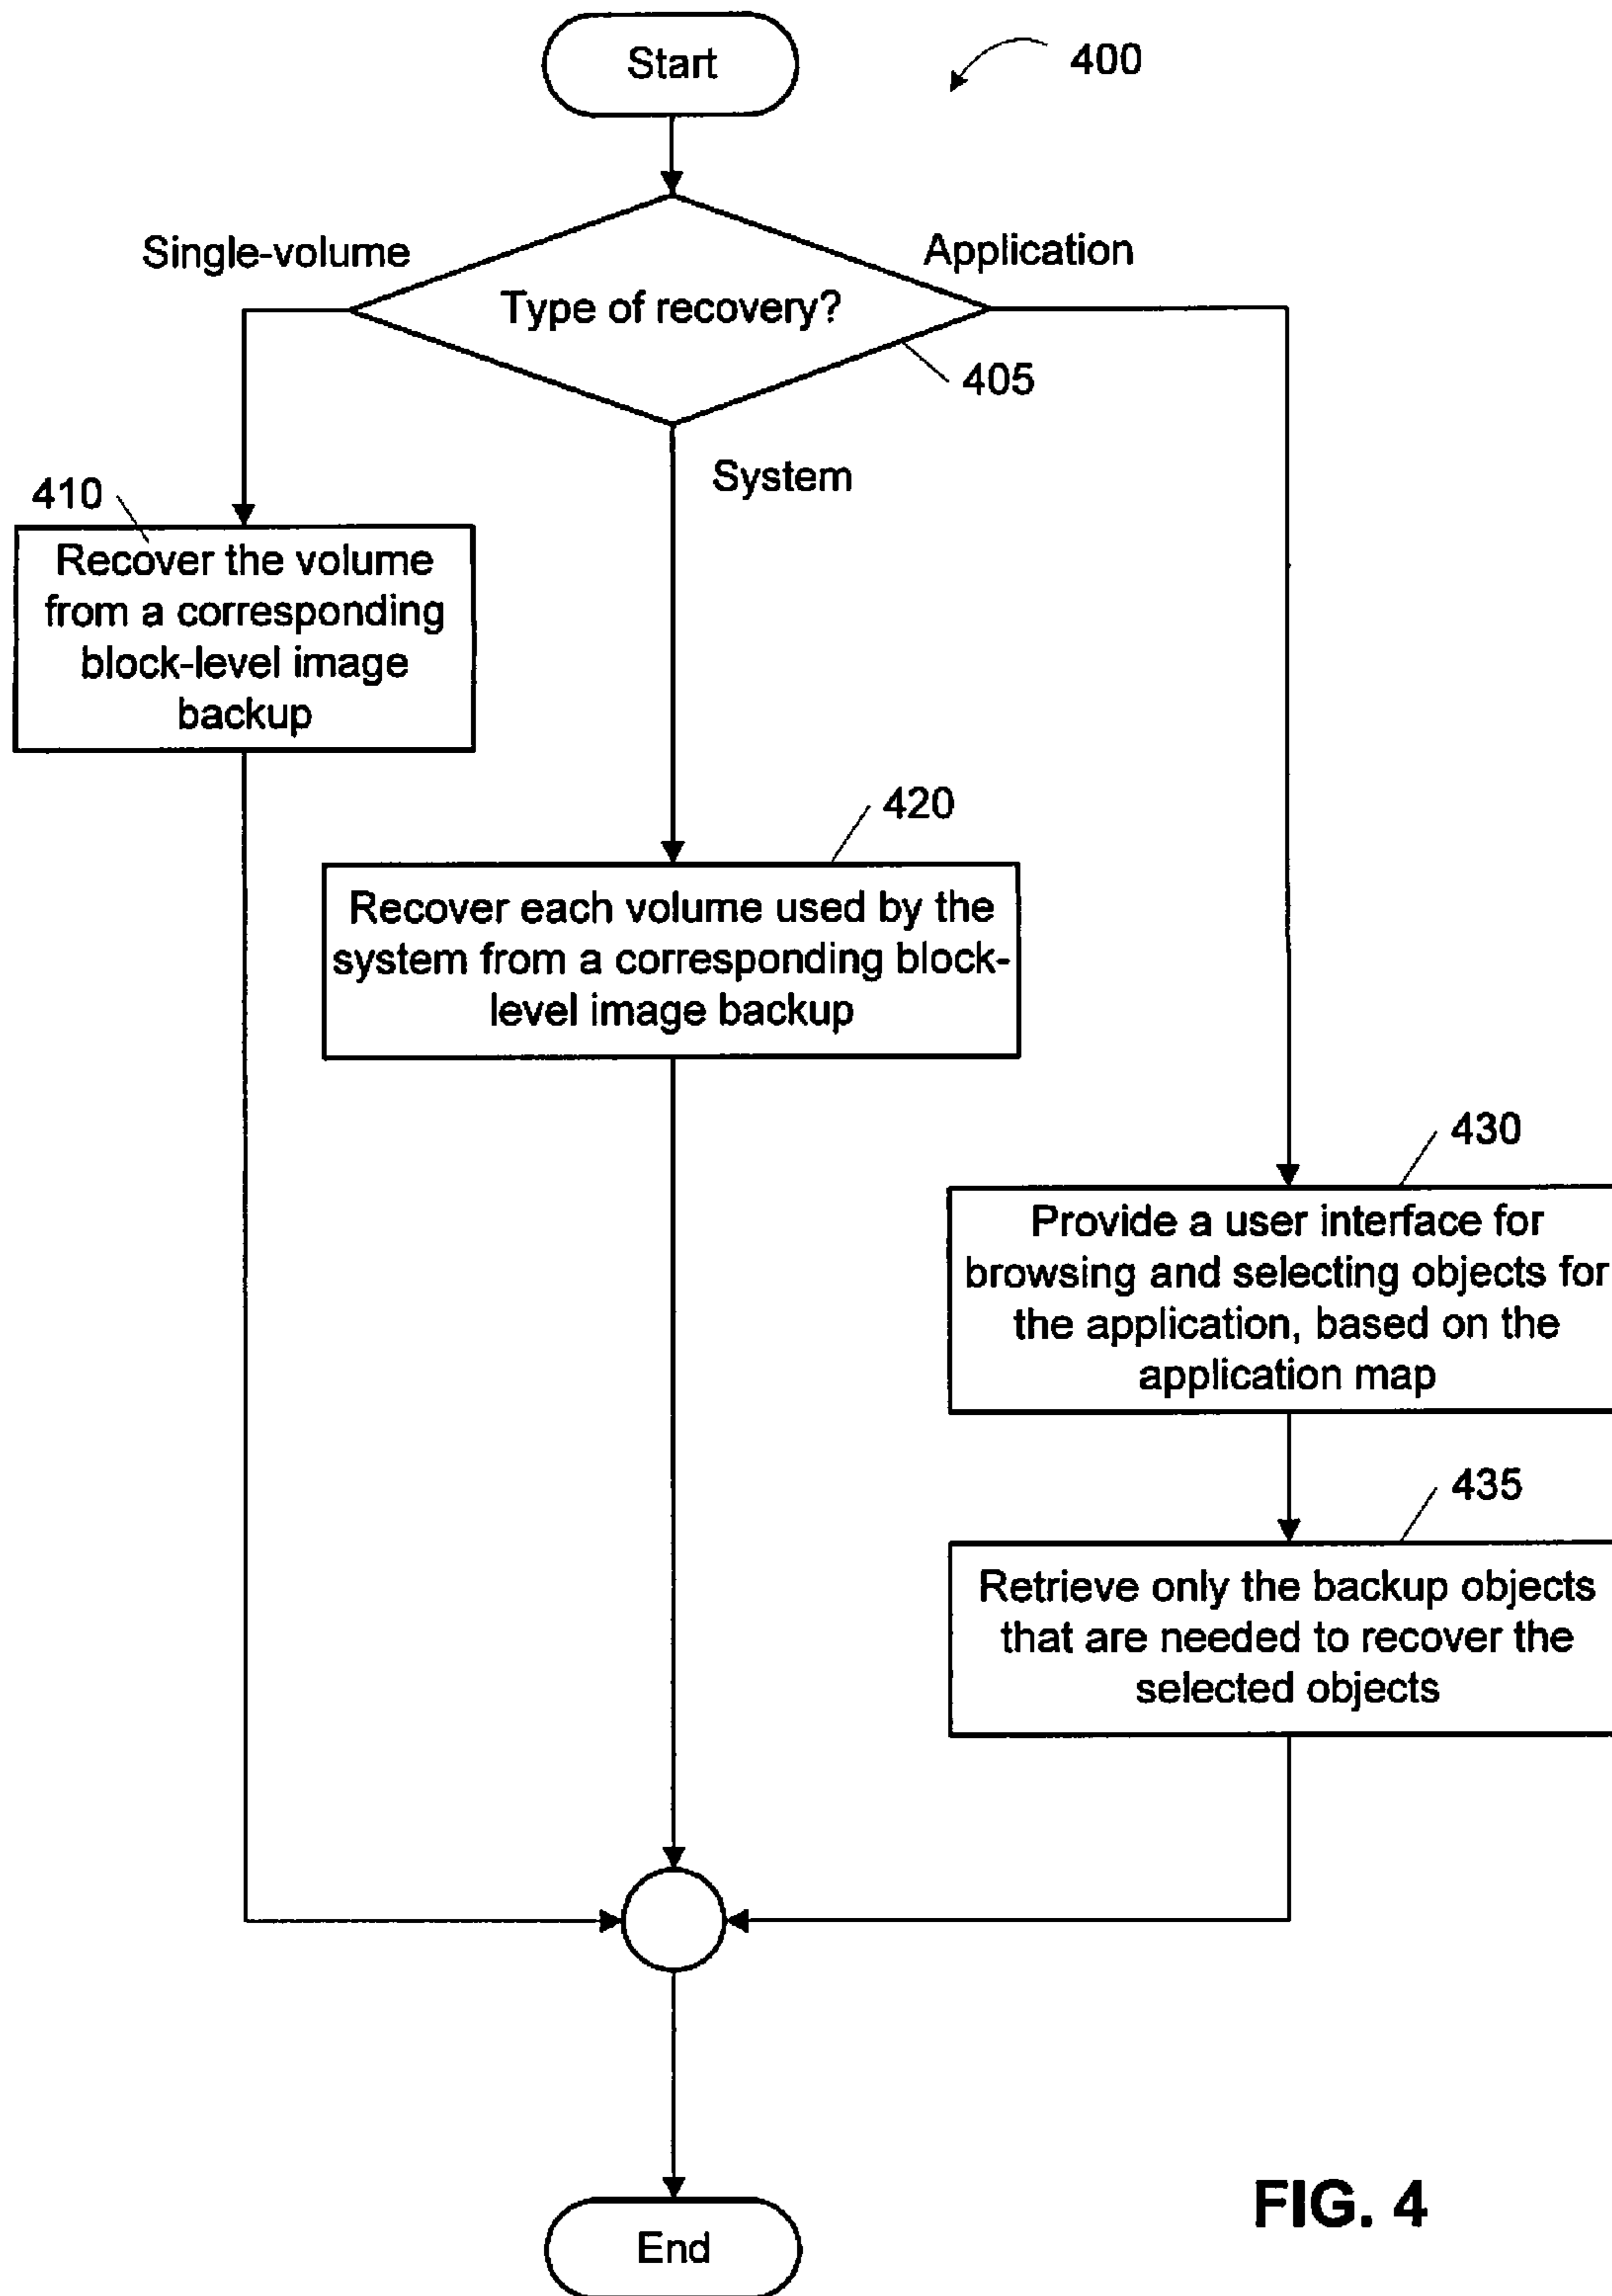 Start
400
Single-volume
Application
Type of recovery?
405
System
410
Recover the volume
from a corresponding
block-level image
backup
420
Recover each volume used by the
system from a corresponding block-
level image backup
430
Provide a user interface for
browsing and selecting objects for
the application, based on the
application map
435
Retrieve only the backup objects
that are needed to recover the
selected objects
End
FIG. 4